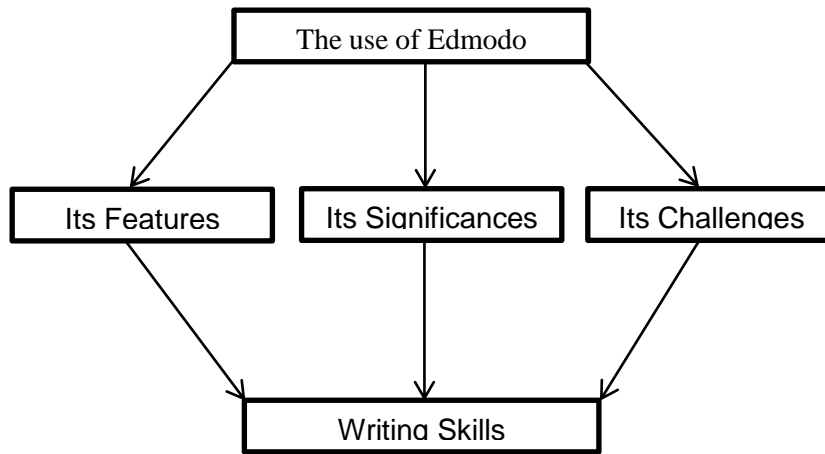 The use of Edmodo
Its Features
Its Significances
Its Challenges
Writing Skills